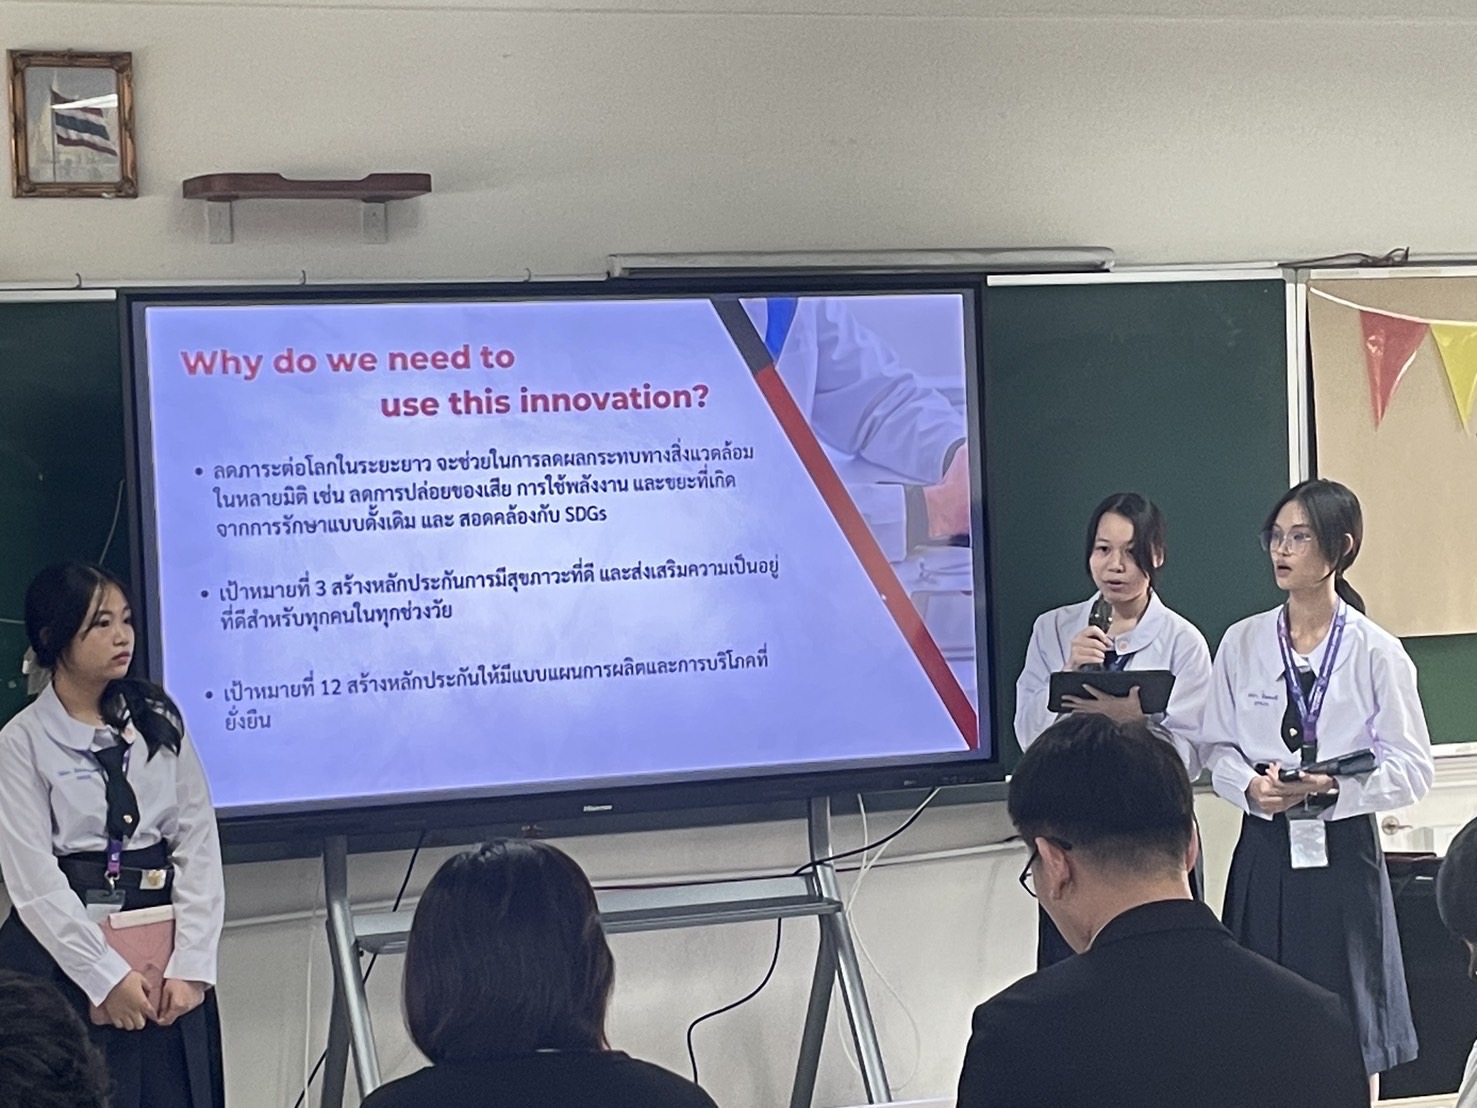 Why do we need to
use this innovation?
• ลดภาระต่อโลกในระยะยาว จะช่วยในการลดผลกระทบทางสิ่งแวดล้อม
ในหลายมิติ เช่น ลดการปล่อยของเสีย การใช้พลังงาน และขยะที่เกิด
จากการรักษาแบบดั้งเดิม และ สอดคล้องกับ SDGs
• เป้าหมายที่ 3 สร้างหลักประกันการมีสุขภาวะที่ดี และส่งเสริมความเป็นอยู่
ที่ดีสำหรับทุกคนในทุกช่วงวัย
• เป้าหมายที่ 12 สร้างหลักประกันให้มีแบบแผนการผลิตและการบริโภคที่
ยั่งยืน
Hisense